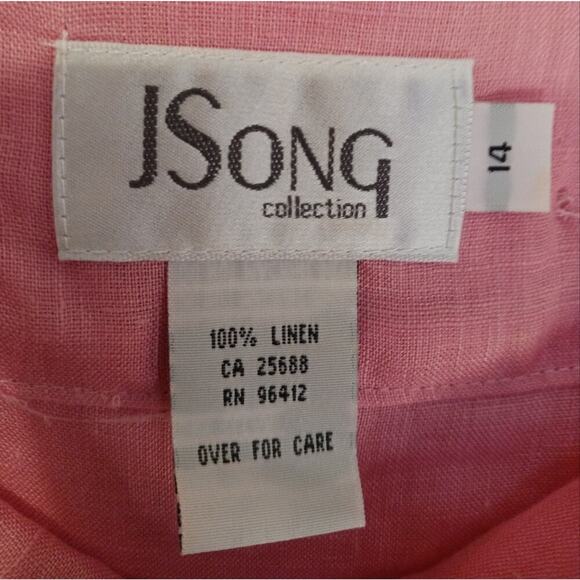 JSONG
collection
14
100% LINEN
CA 25688
RN 96412
OVER FOR CARE